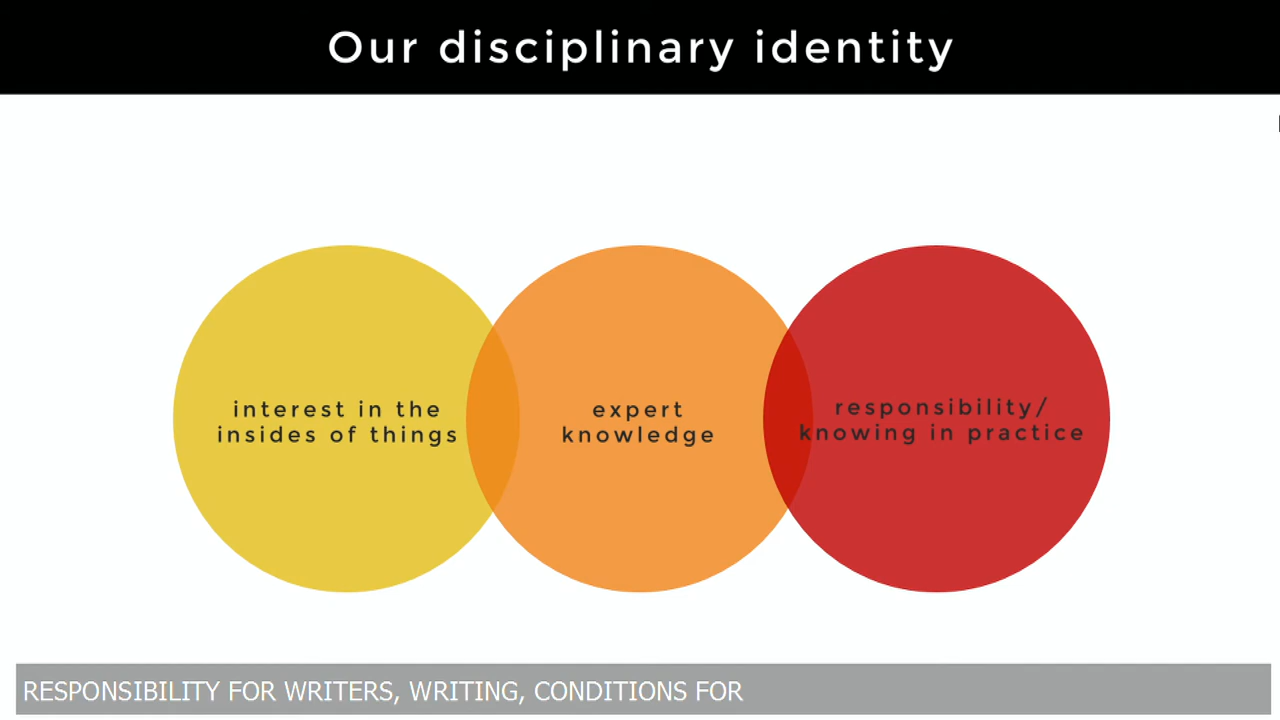 Our disciplinary identity
interest in the
insides of things
expert
knowledge
responsibility/
knowing in practice
RESPONSIBILITY FOR WRITERS, WRITING, CONDITIONS FOR